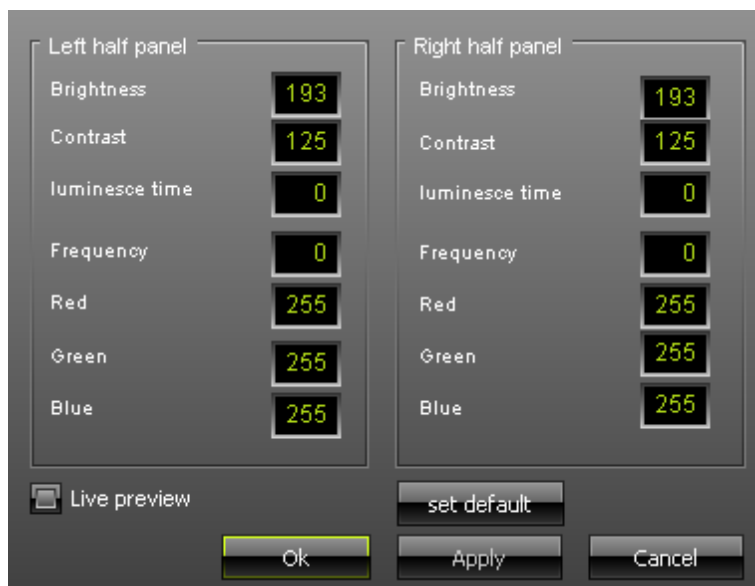 Left half panel
Brightness 193
Contrast 125
luminesce time 0
Frequency 0
Red 255
Green 255
Blue 255
Right half panel
Brightness 193
Contrast 125
luminesce time 0
Frequency 0
Red 255
Green 255
Blue 255
Live preview
set default
Ok
Apply
Cancel